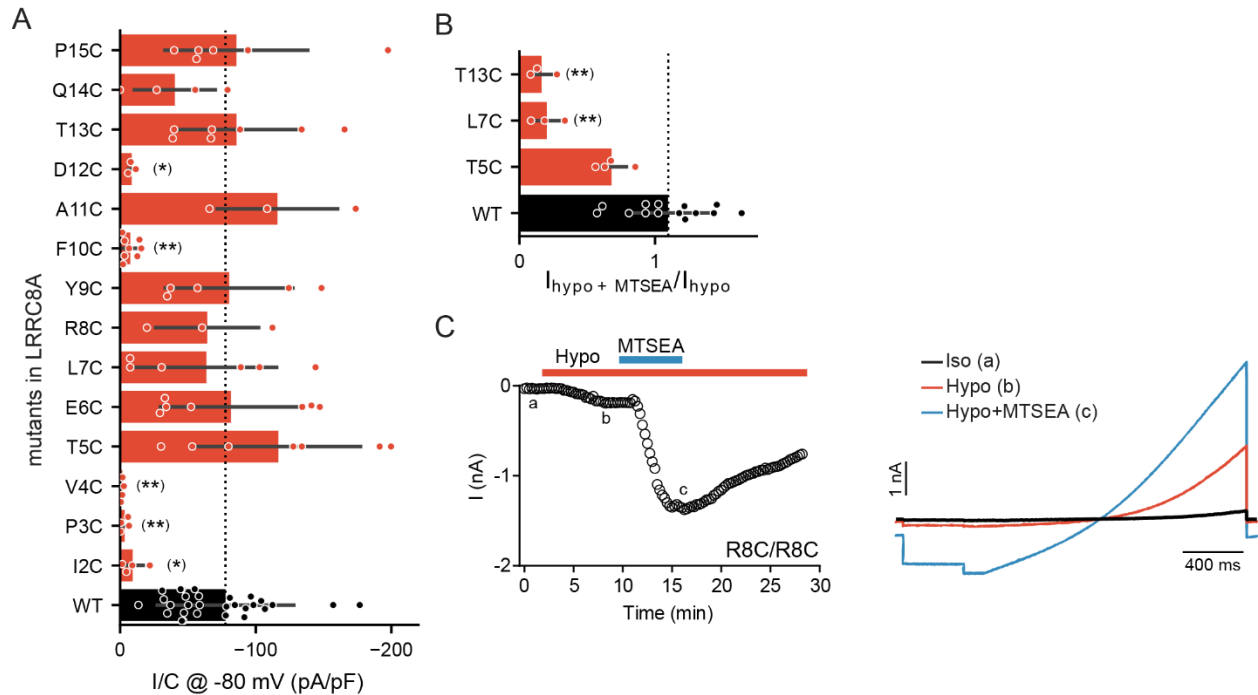 A
mutants in LRRC8A
P15C
Q14C
T13C
D12C (*)
A11C
F10C (**)
Y9C
R8C
L7C
E6C
T5C
V4C (**)
P3C (**)
I2C (*)
WT
0 −100 −200
I/C @ -80 mV (pA/pF)
B
T13C (**)
L7C (**)
T5C
WT
0 1
Ihypo + MTSEA/Ihypo
C
MTSEA
Hypo
0
-1
-2
I (nA)
a
b
c
R8C/R8C
0 5 10 15 20 25 30
Time (min)
Iso (a)
Hypo (b)
Hypo+MTSEA (c)
1 nA
400 ms